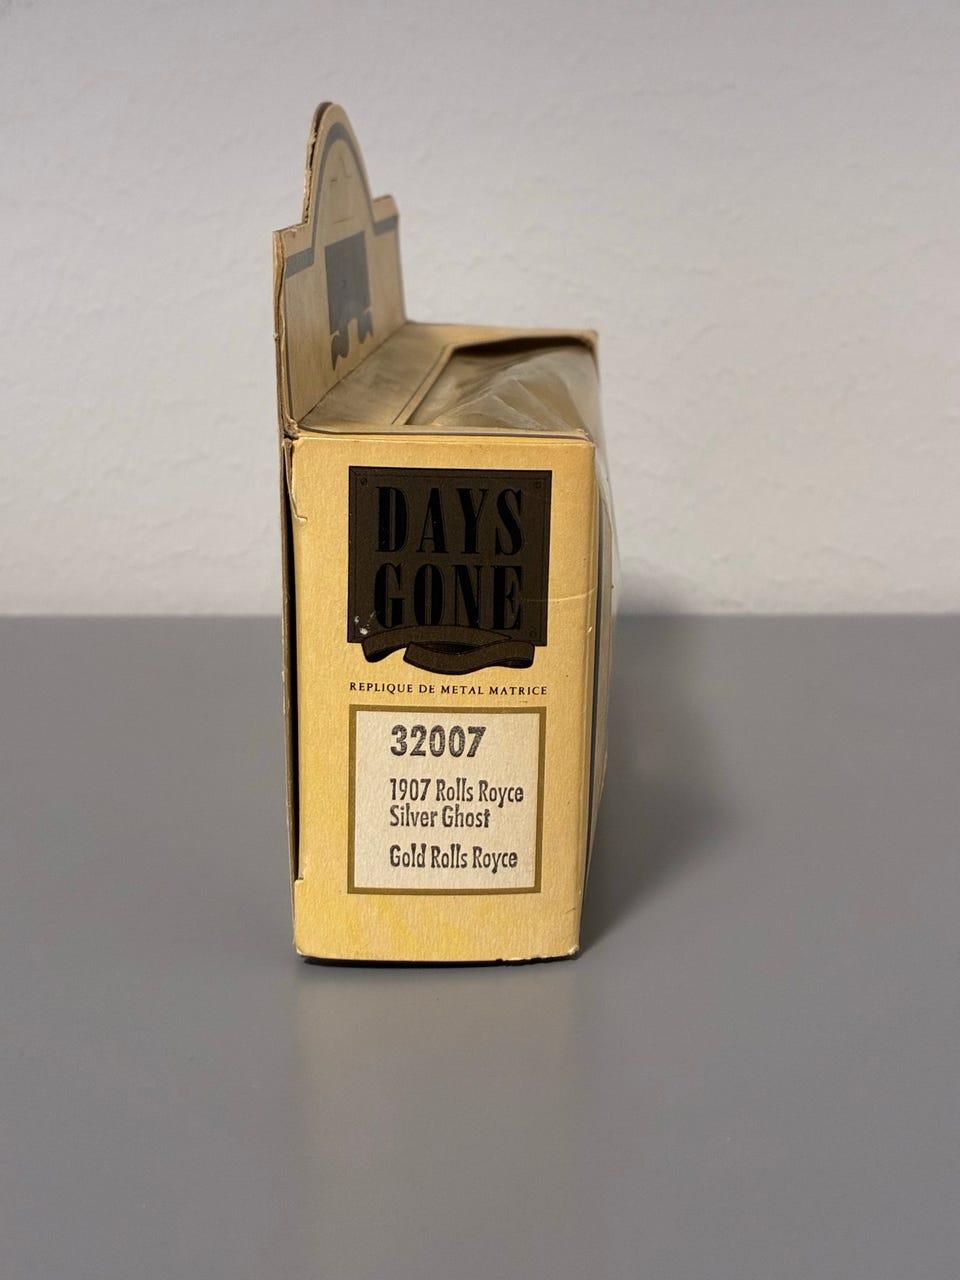 DAYS
GONE
REPLIQUE DE METAL MATRICE
32007
1907 Rolls Royce
Silver Ghost
Gold Rolls Royce